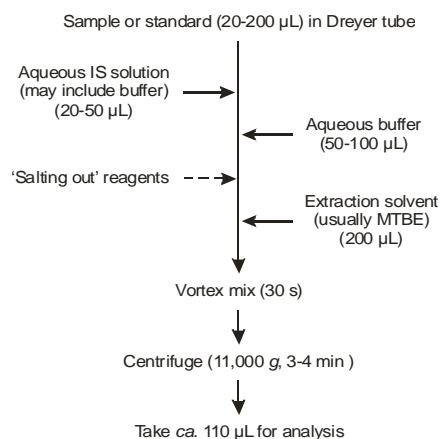 Sample or standard (20-200 µL) in Dreyer tube
Aqueous IS solution
(may include buffer)
(20-50 µL)
Aqueous buffer
(50-100 µL)
‘Salting out’ reagents
Extraction solvent
(usually MTBE)
(200 µL)
Vortex mix (30 s)
Centrifuge (11,000 g, 3-4 min )
Take ca. 110 µL for analysis